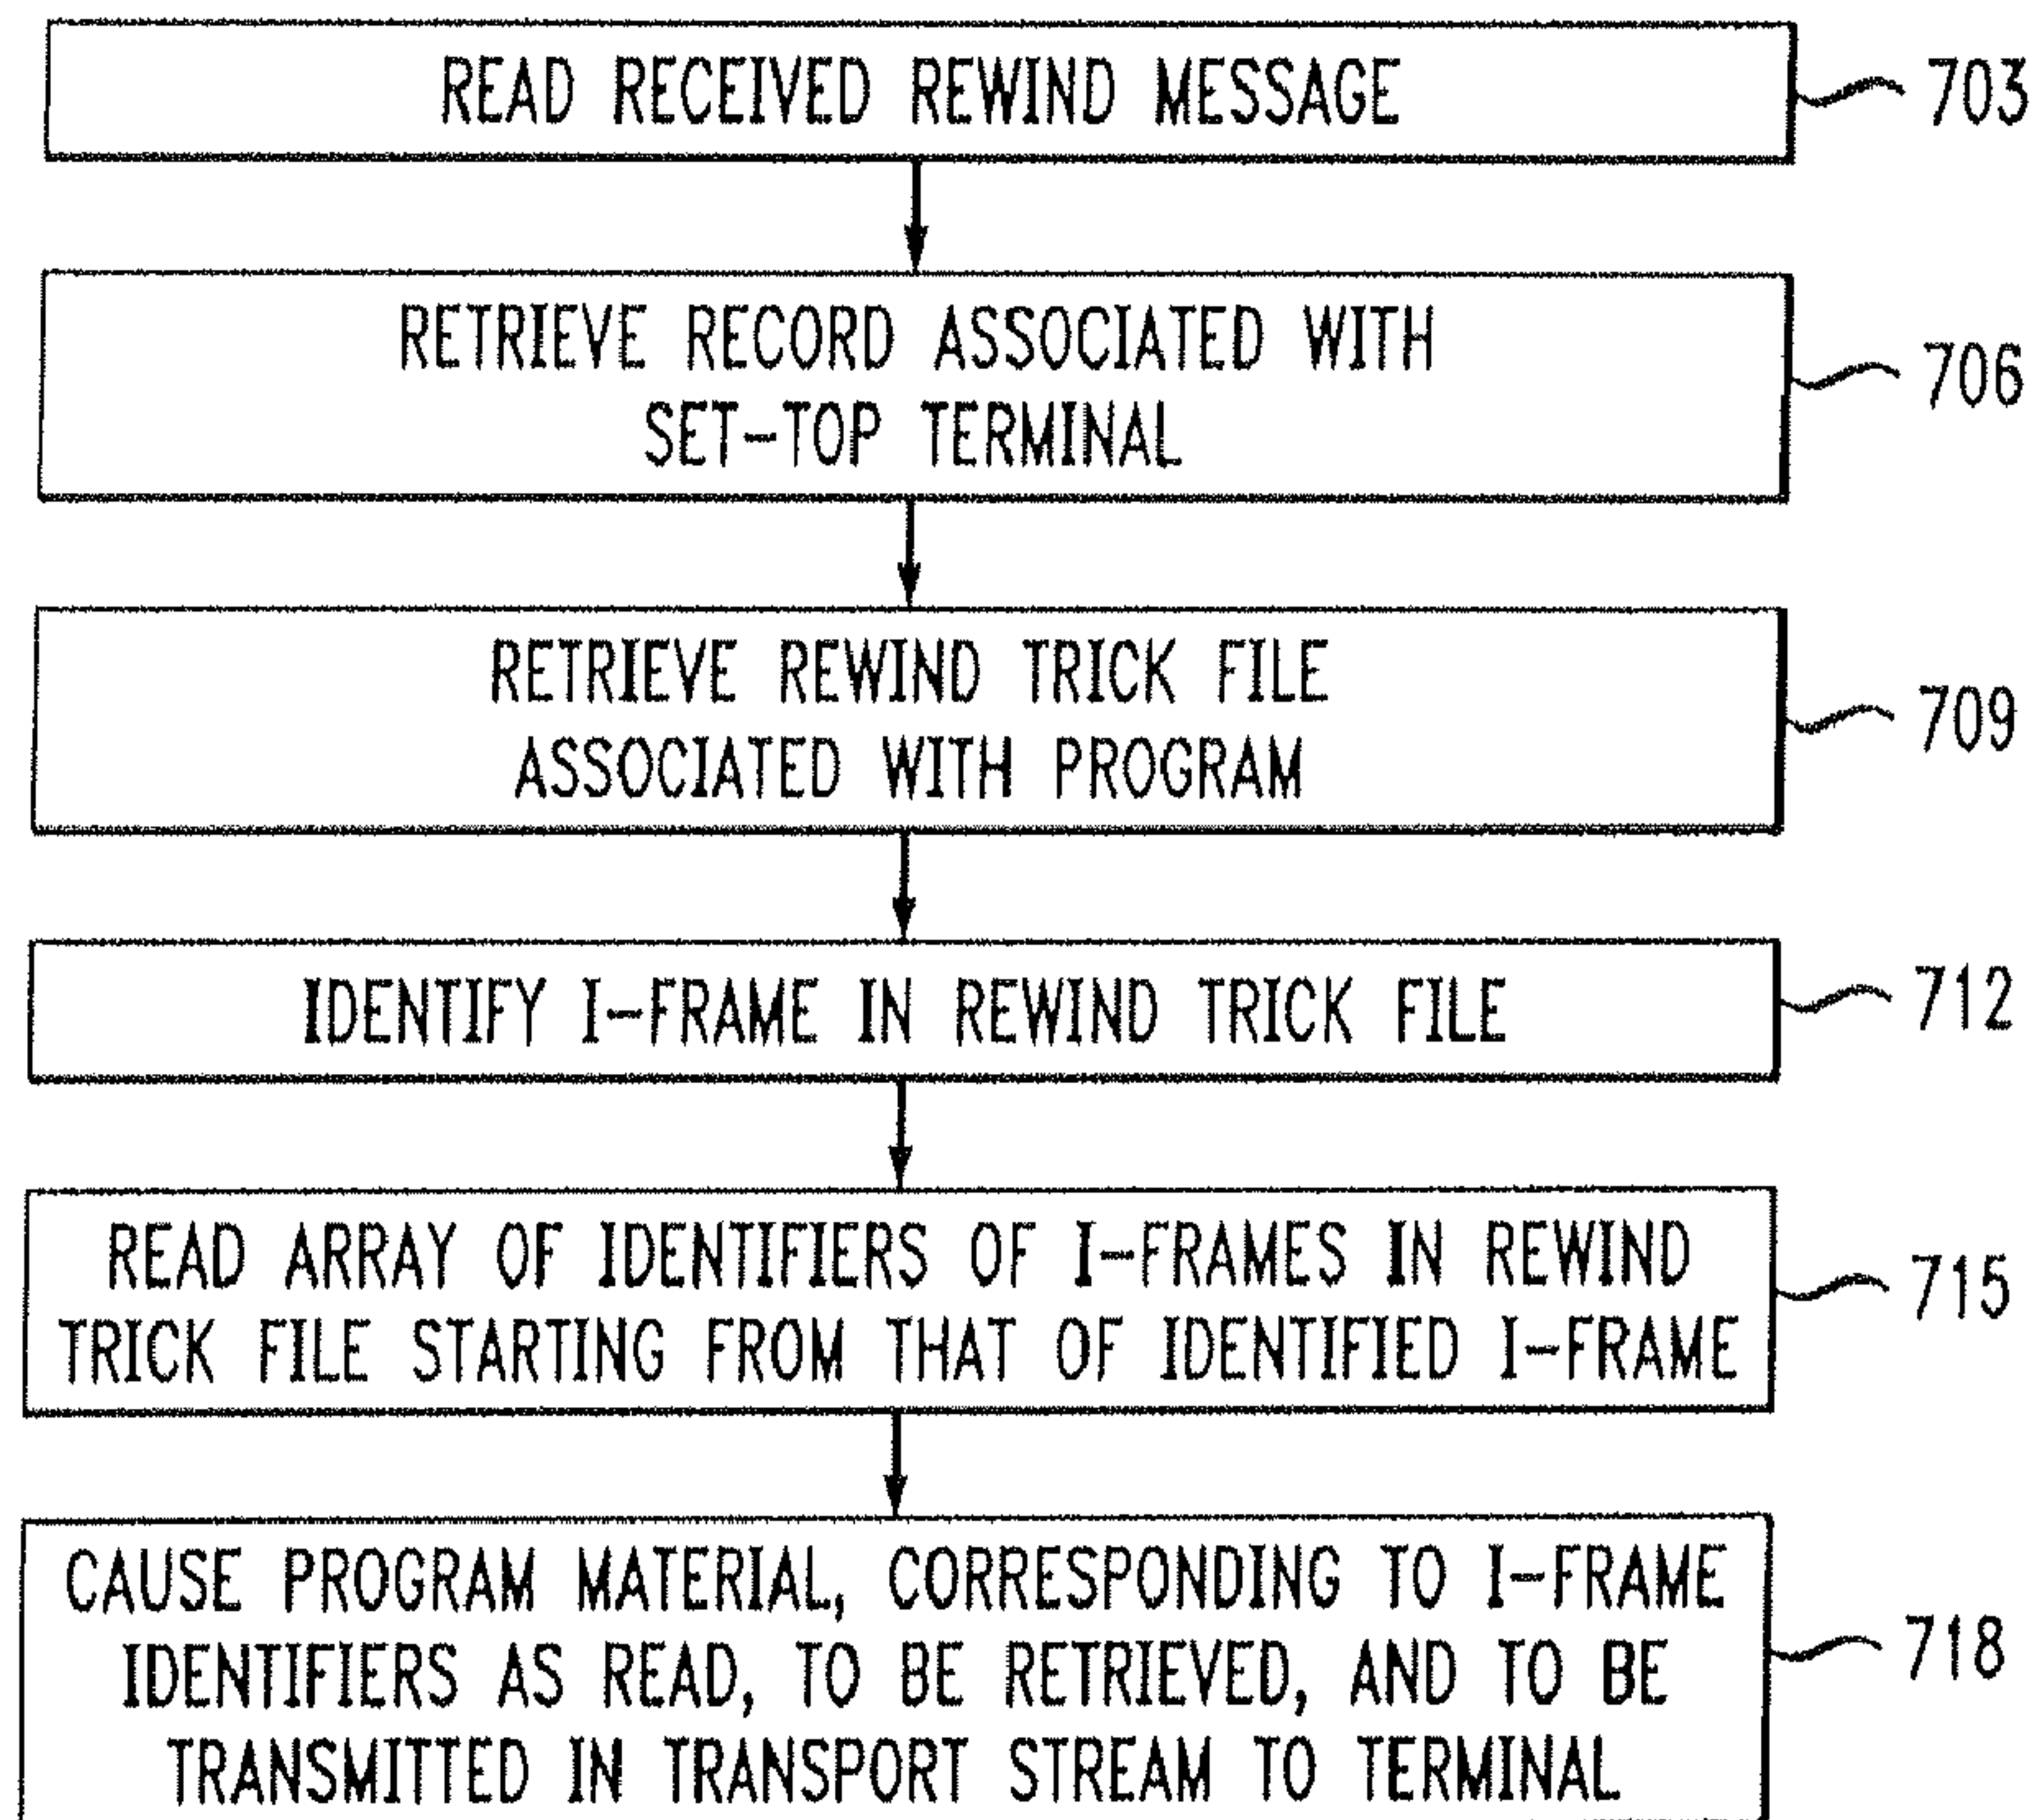 READ RECEIVED REWIND MESSAGE
703
RETRIEVE RECORD ASSOCIATED WITH
SET-TOP TERMINAL
706
RETRIEVE REWIND TRICK FILE
ASSOCIATED WITH PROGRAM
709
IDENTIFY I-FRAME IN REWIND TRICK FILE
712
READ ARRAY OF IDENTIFIERS OF I-FRAMES IN REWIND
TRICK FILE STARTING FROM THAT OF IDENTIFIED I-FRAME
715
CAUSE PROGRAM MATERIAL, CORRESPONDING TO I-FRAME
IDENTIFIERS AS READ, TO BE RETRIEVED, AND TO BE
TRANSMITTED IN TRANSPORT STREAM TO TERMINAL
718